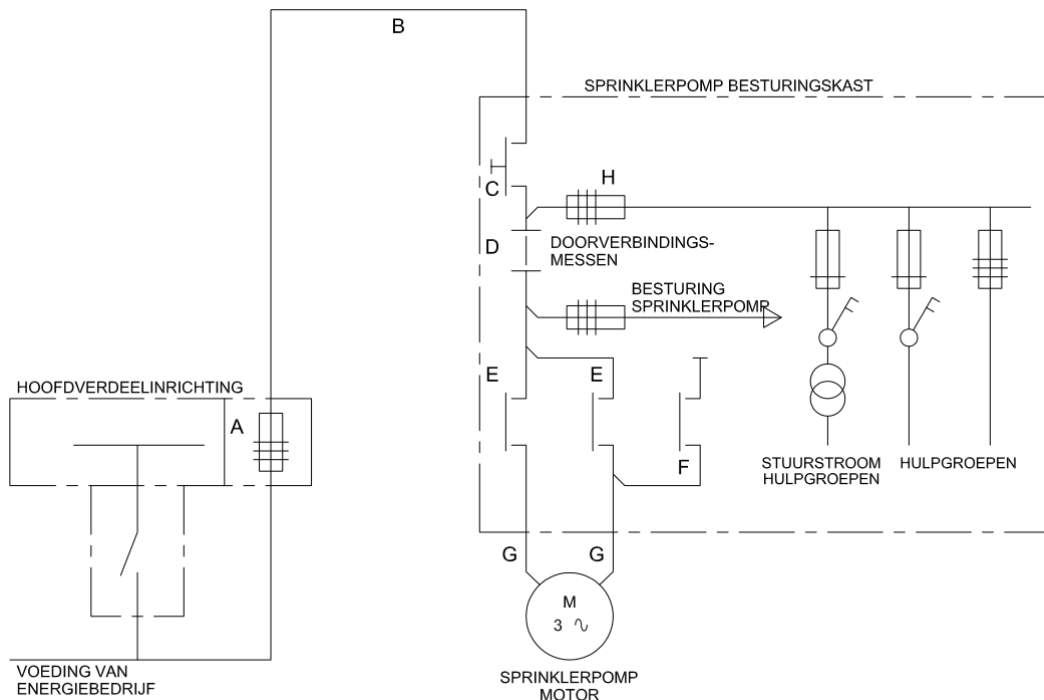 B
SPRINKLERPOMP BESTURINGSKAST
C
H
D
DOORVERBINDINGS-
MESSEN
BESTURING
SPRINKLERPOMP
E
E
F
HOOFDVERDEELINRICHTING
A
STUURSTROOM
HULPGROEPEN
HULPGROEPEN
G
G
M
3 ∿
VOEDING VAN
ENERGIEBEDRIJF
SPRINKLERPOMP
MOTOR